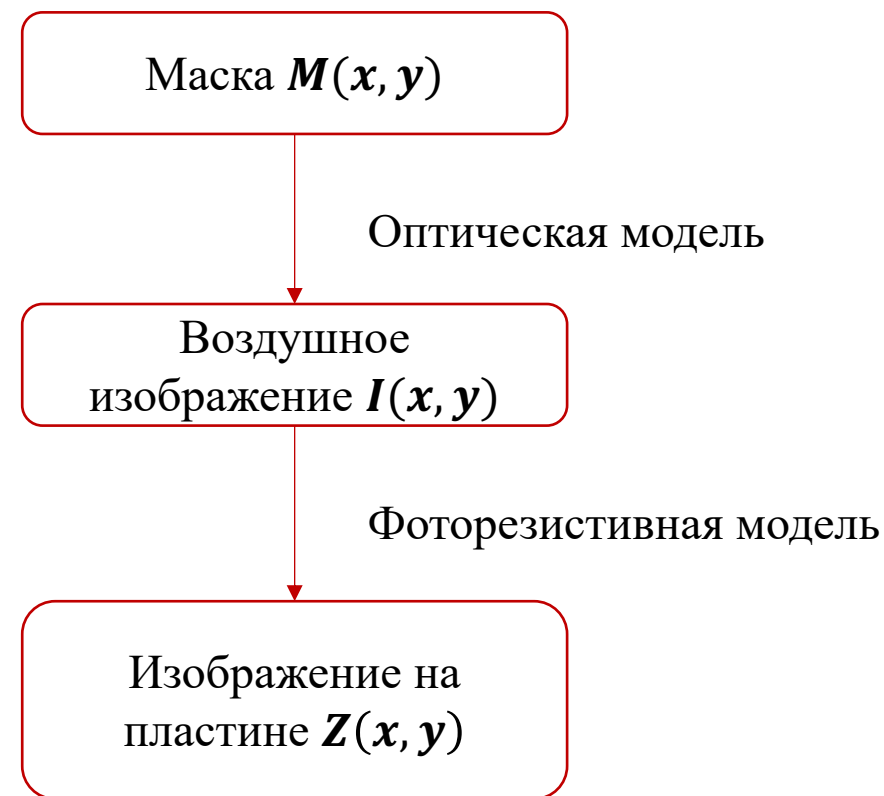 Маска M(x, y)
Оптическая модель
Воздушное
изображение I(x, y)
Фоторезистивная модель
Изображение на
пластине Z(x, y)